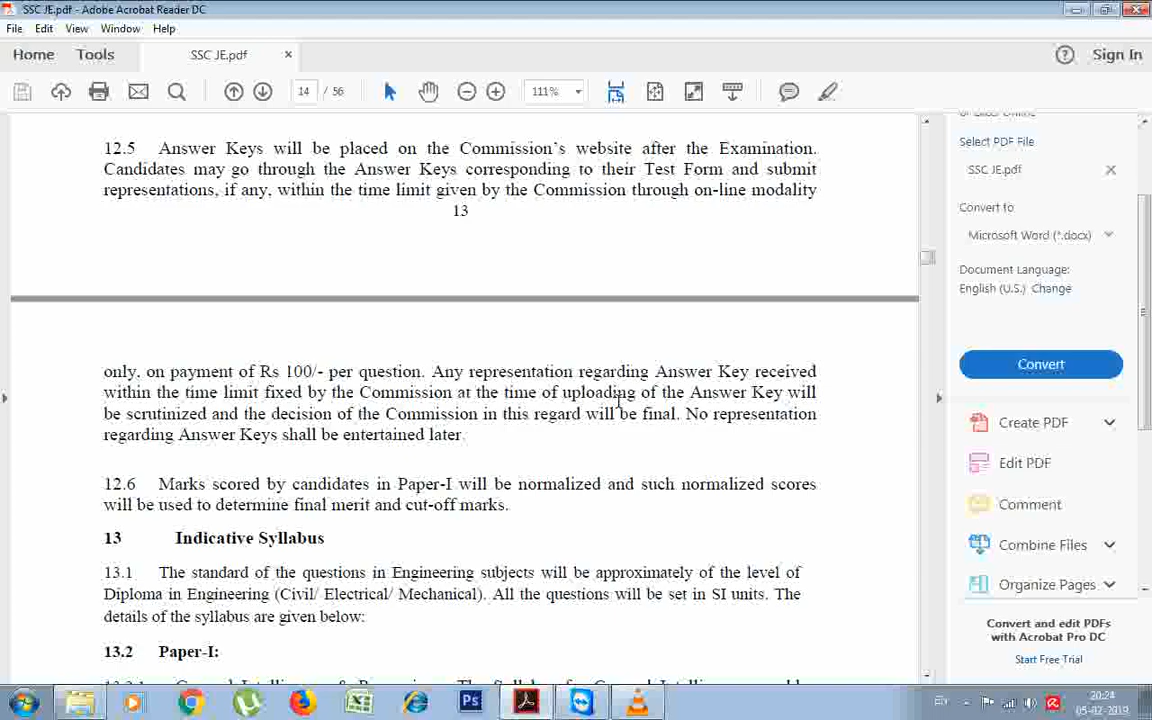 SSC JE.pdf - Adobe Acrobat Reader DC
File Edit View Window Help
Home Tools SSC JE.pdf × Sign In
14 / 56 111%
12.5 Answer Keys will be placed on the Commission's website after the Examination.
Candidates may go through the Answer Keys corresponding to their Test Form and submit
representations, if any, within the time limit given by the Commission through on-line modality
13
only, on payment of Rs 100/- per question. Any representation regarding Answer Key received
within the time limit fixed by the Commission at the time of uploading of the Answer Key will
be scrutinized and the decision of the Commission in this regard will be final. No representation
regarding Answer Keys shall be entertained later.
12.6 Marks scored by candidates in Paper-I will be normalized and such normalized scores
will be used to determine final merit and cut-off marks.
13 Indicative Syllabus
13.1 The standard of the questions in Engineering subjects will be approximately of the level of
Diploma in Engineering (Civil/ Electrical/ Mechanical). All the questions will be set in SI units. The
details of the syllabus are given below:
13.2 Paper-I:
Select PDF File
SSC JE.pdf
Convert to
Microsoft Word (*.docx)
Document Language:
English (U.S.) Change
Convert
Create PDF
Edit PDF
Comment
Combine Files
Organize Pages
Convert and edit PDFs
with Acrobat Pro DC
Start Free Trial
Ps
EN
20:24
05-02-2019